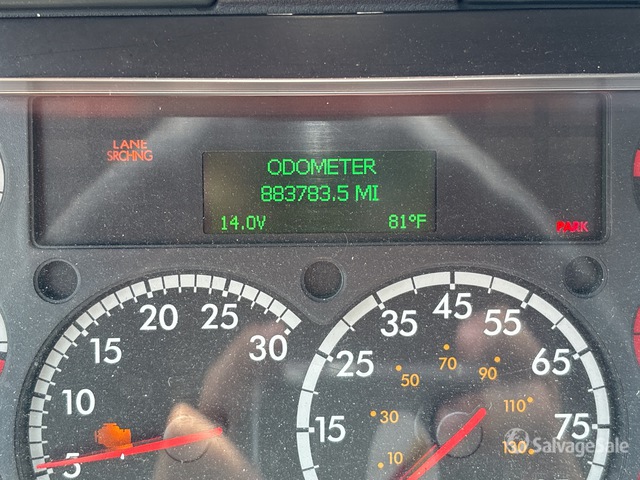 LANE
SRCHNG
ODOMETER
883783.5 MI
14.0V 81°F
PARK
5 10 15 20 25 30
15 25 35 45 55 65 75
10 30 50 70 90 110 130
SalvageSale